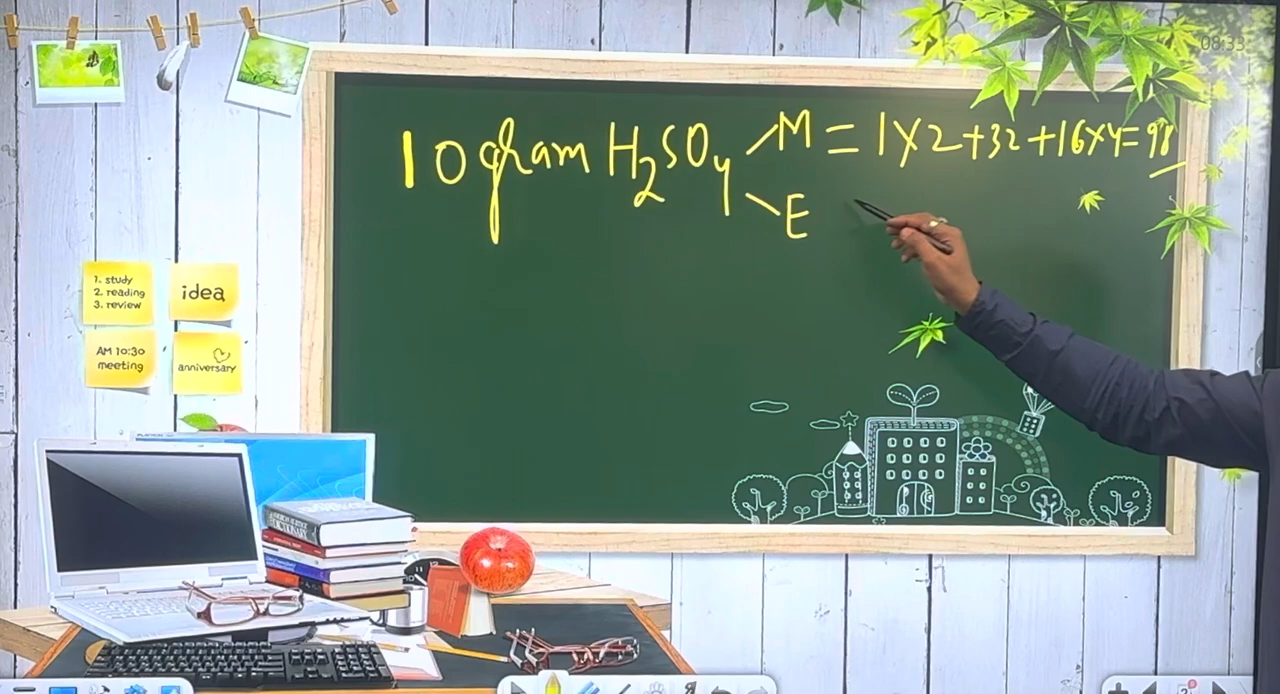 08:33
10 gram H₂SO₄ M = 1×2+32+16×4=98
E
1. study
2. reading
3. review
idea
AM 10:30
meeting
anniversary